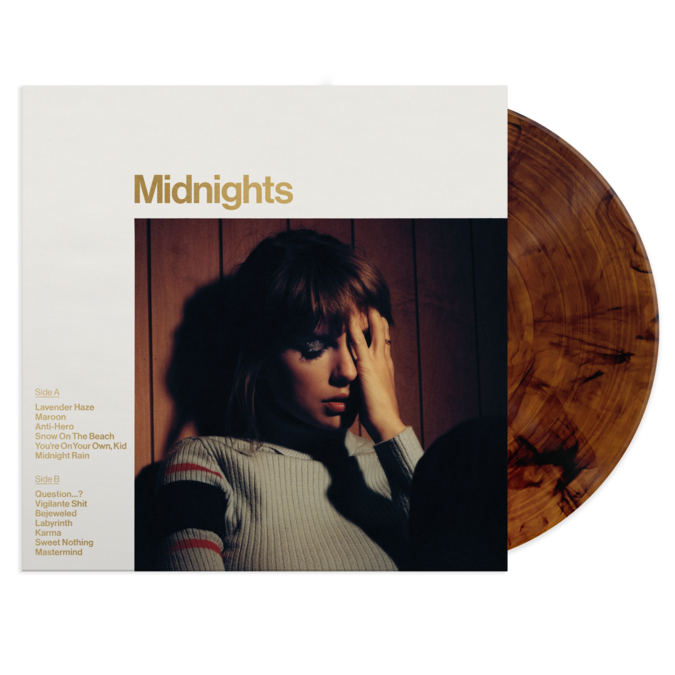 Midnights
Side A
Lavender Haze
Maroon
Anti-Hero
Snow On The Beach
You're On Your Own, Kid
Midnight Rain
Side B
Question...?
Vigilante Shit
Bejeweled
Labyrinth
Karma
Sweet Nothing
Mastermind